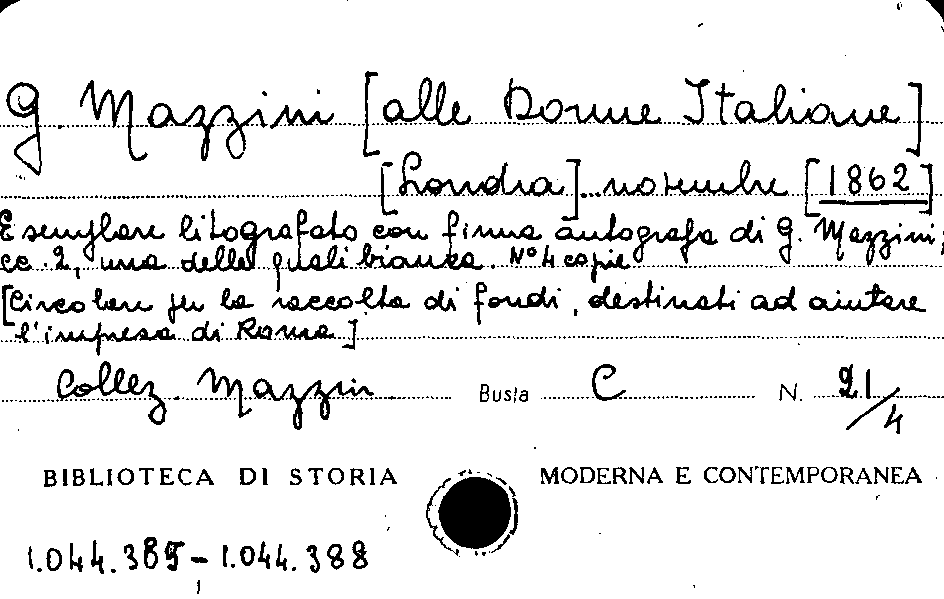 G. Mazzini [alle Donne Italiane]
[Londra] novembre [1862]
Esemplare litografato con firma autografa di G. Mazzini;
cc. 2, una delle quali bianca. N° 4 copie
[Circolare per la raccolta di fondi, destinati ad aiutare
l'impresa di Roma]
Collez. Mazzini Busta C N. 21/4
BIBLIOTECA DI STORIA MODERNA E CONTEMPORANEA
1.044.385-1.044.388